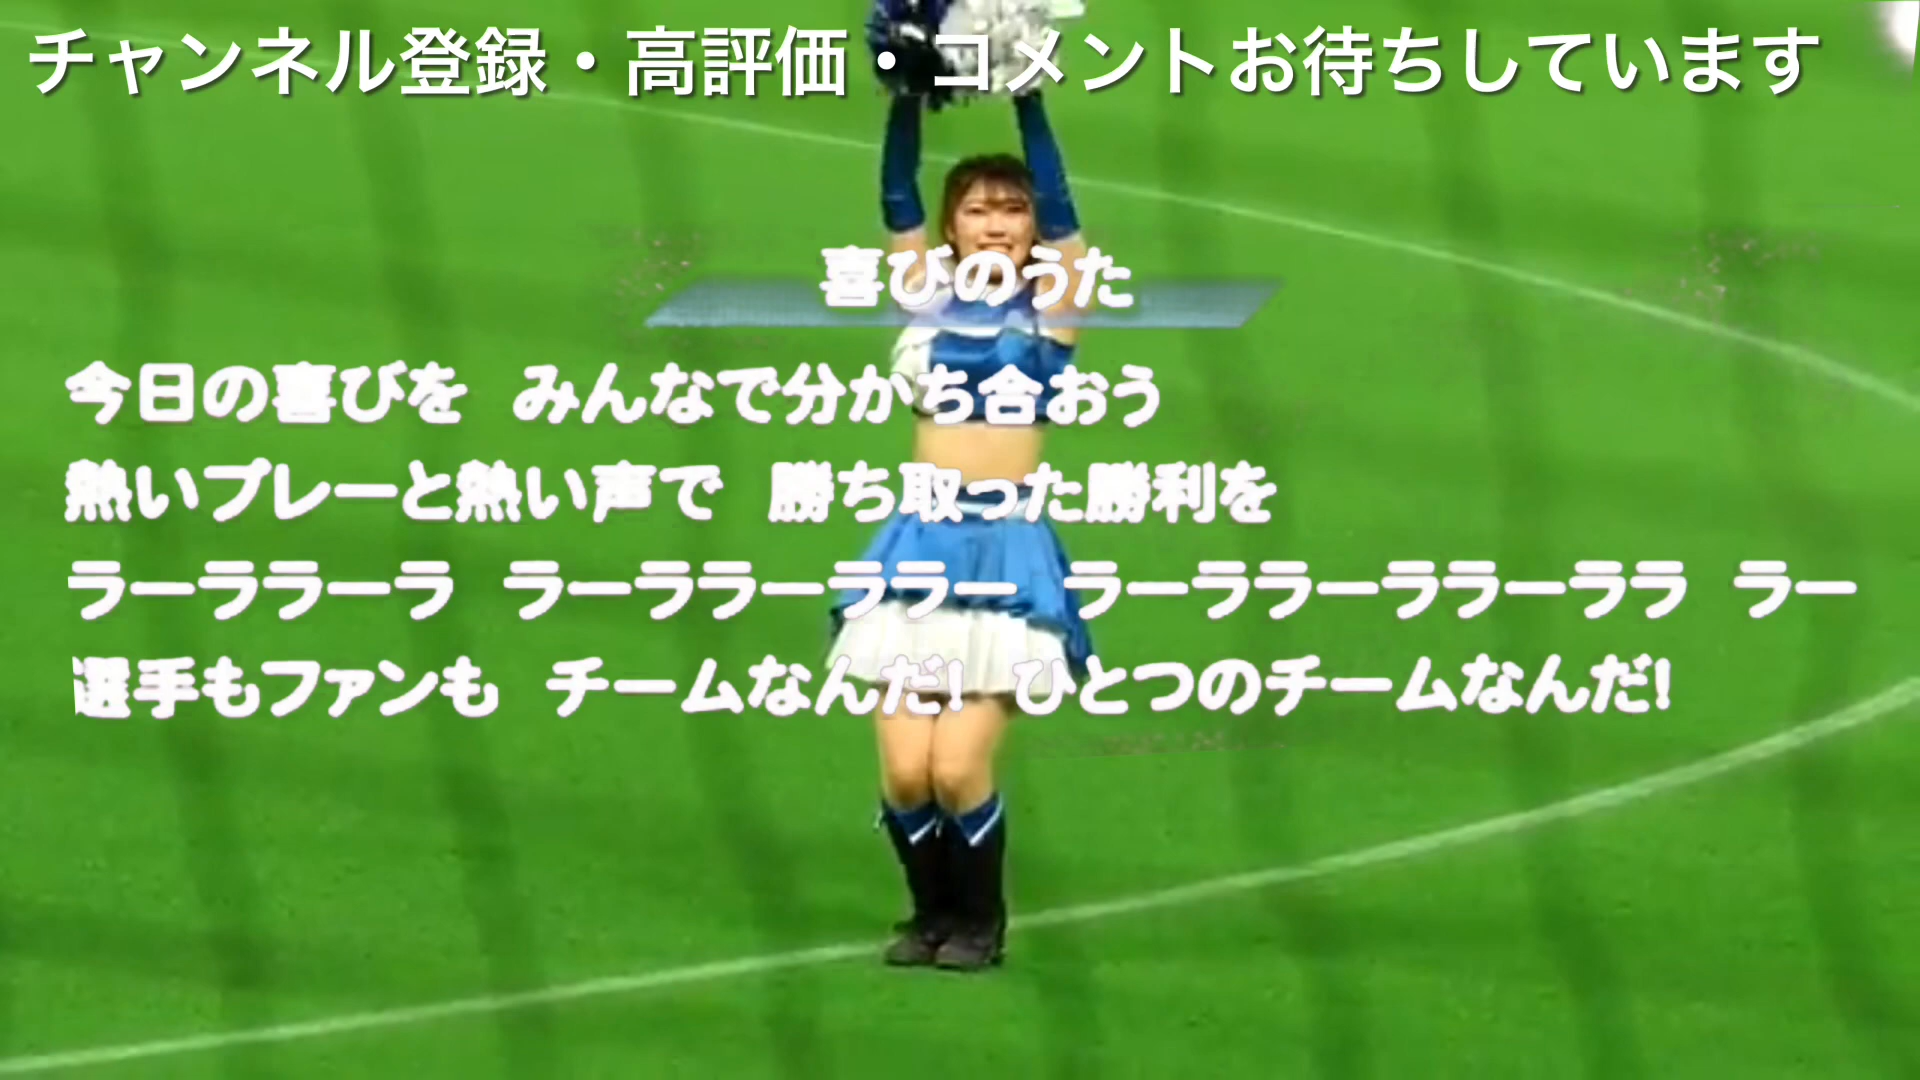 チャンネル登録・高評価・コメントお待ちしています
喜びのうた
今日の喜びを　みんなで分かち合おう
熱いプレーと熱い声で　勝ち取った勝利を
ラーララーラ　ラーララーララー　ラーララーララーララ　ラー
選手もファンも　チームなんだ！ひとつのチームなんだ！